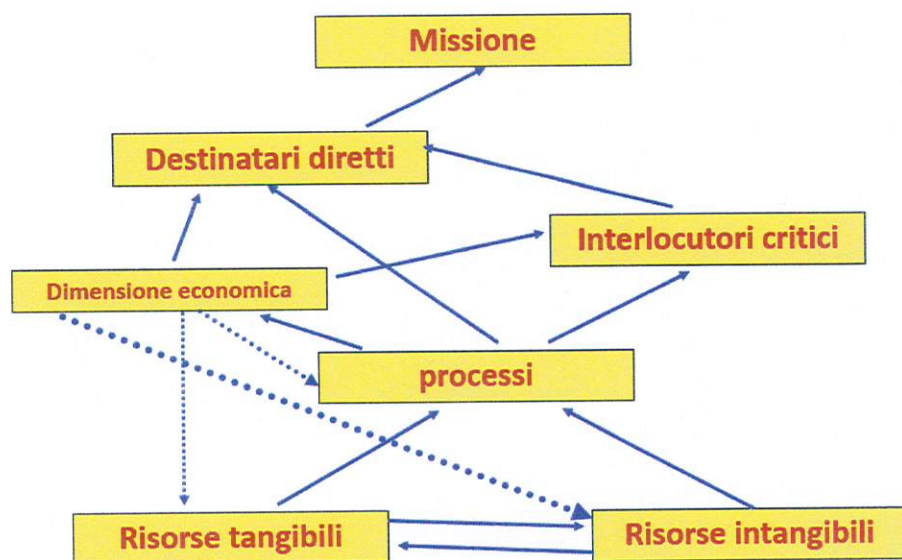 Missione
Destinatari diretti
Interlocutori critici
Dimensione economica
processi
Risorse tangibili
Risorse intangibili